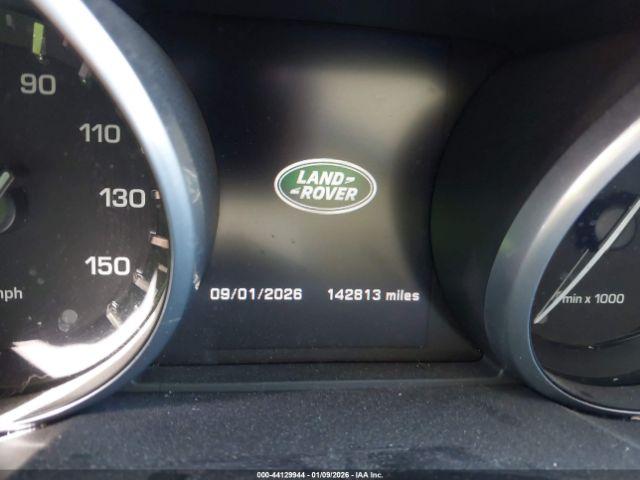 90
110
130
150
mph
LAND
ROVER
09/01/2026 142813 miles
min x 1000
000-44129944 | 01/09/2026 - IAA Inc.